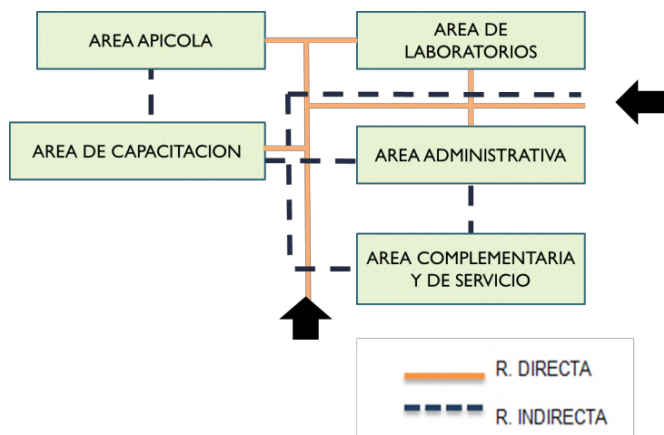 AREA APICOLA
AREA DE
LABORATORIOS
AREA DE CAPACITACION
AREA ADMINISTRATIVA
AREA COMPLEMENTARIA
Y DE SERVICIO
R. DIRECTA
R. INDIRECTA